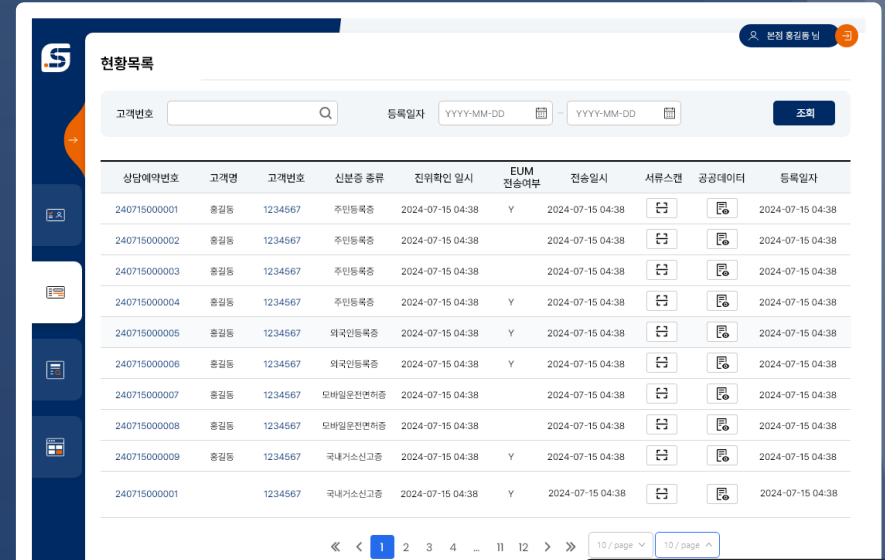 본점 홍길동 님
현황목록
고객번호
등록일자 YYYY-MM-DD – YYYY-MM-DD
조회
상담예약번호 고객명 고객번호 신분증 종류 진위확인 일시 EUM 전송여부 전송일시 서류스캔 공공데이터 등록일자
240715000001 홍길동 1234567 주민등록증 2024-07-15 04:38 Y 2024-07-15 04:38 2024-07-15 04:38
240715000002 홍길동 1234567 주민등록증 2024-07-15 04:38 2024-07-15 04:38 2024-07-15 04:38
240715000003 홍길동 1234567 주민등록증 2024-07-15 04:38 2024-07-15 04:38 2024-07-15 04:38
240715000004 홍길동 1234567 주민등록증 2024-07-15 04:38 Y 2024-07-15 04:38 2024-07-15 04:38
240715000005 홍길동 1234567 외국인등록증 2024-07-15 04:38 Y 2024-07-15 04:38 2024-07-15 04:38
240715000006 홍길동 1234567 외국인등록증 2024-07-15 04:38 Y 2024-07-15 04:38 2024-07-15 04:38
240715000007 홍길동 1234567 모바일운전면허증 2024-07-15 04:38 2024-07-15 04:38 2024-07-15 04:38
240715000008 홍길동 1234567 모바일운전면허증 2024-07-15 04:38 2024-07-15 04:38 2024-07-15 04:38
240715000009 홍길동 1234567 국내거소신고증 2024-07-15 04:38 Y 2024-07-15 04:38 2024-07-15 04:38
240715000001 1234567 국내거소신고증 2024-07-15 04:38 Y 2024-07-15 04:38 2024-07-15 04:38
1 2 3 4 ... 11 12 10 / page 10 / page